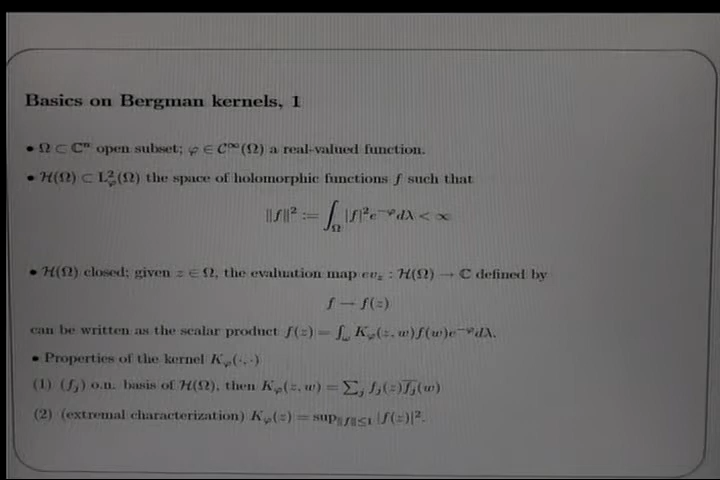 Basics on Bergman kernels, 1
• Ω ⊂ ℂⁿ open subset; φ ∈ 𝒞^∞(Ω) a real-valued function.
• ℋ(Ω) ⊂ L²_φ(Ω) the space of holomorphic functions f such that
‖f‖² := ∫_Ω |f|²e^{−φ}dλ < ∞
• ℋ(Ω) closed; given z ∈ Ω, the evaluation map ev_z : ℋ(Ω) → ℂ defined by
f → f(z)
can be written as the scalar product f(z) = ∫_ω K_φ(z, w)f(w)e^{−φ}dλ.
• Properties of the kernel K_φ(·, ·)
(1) (f_j) o.n. basis of ℋ(Ω), then K_φ(z, w) = ∑_j f_j(z)\overline{f_j}(w)
(2) (extremal characterization) K_φ(z) = sup_{‖f‖≤1} |f(z)|².